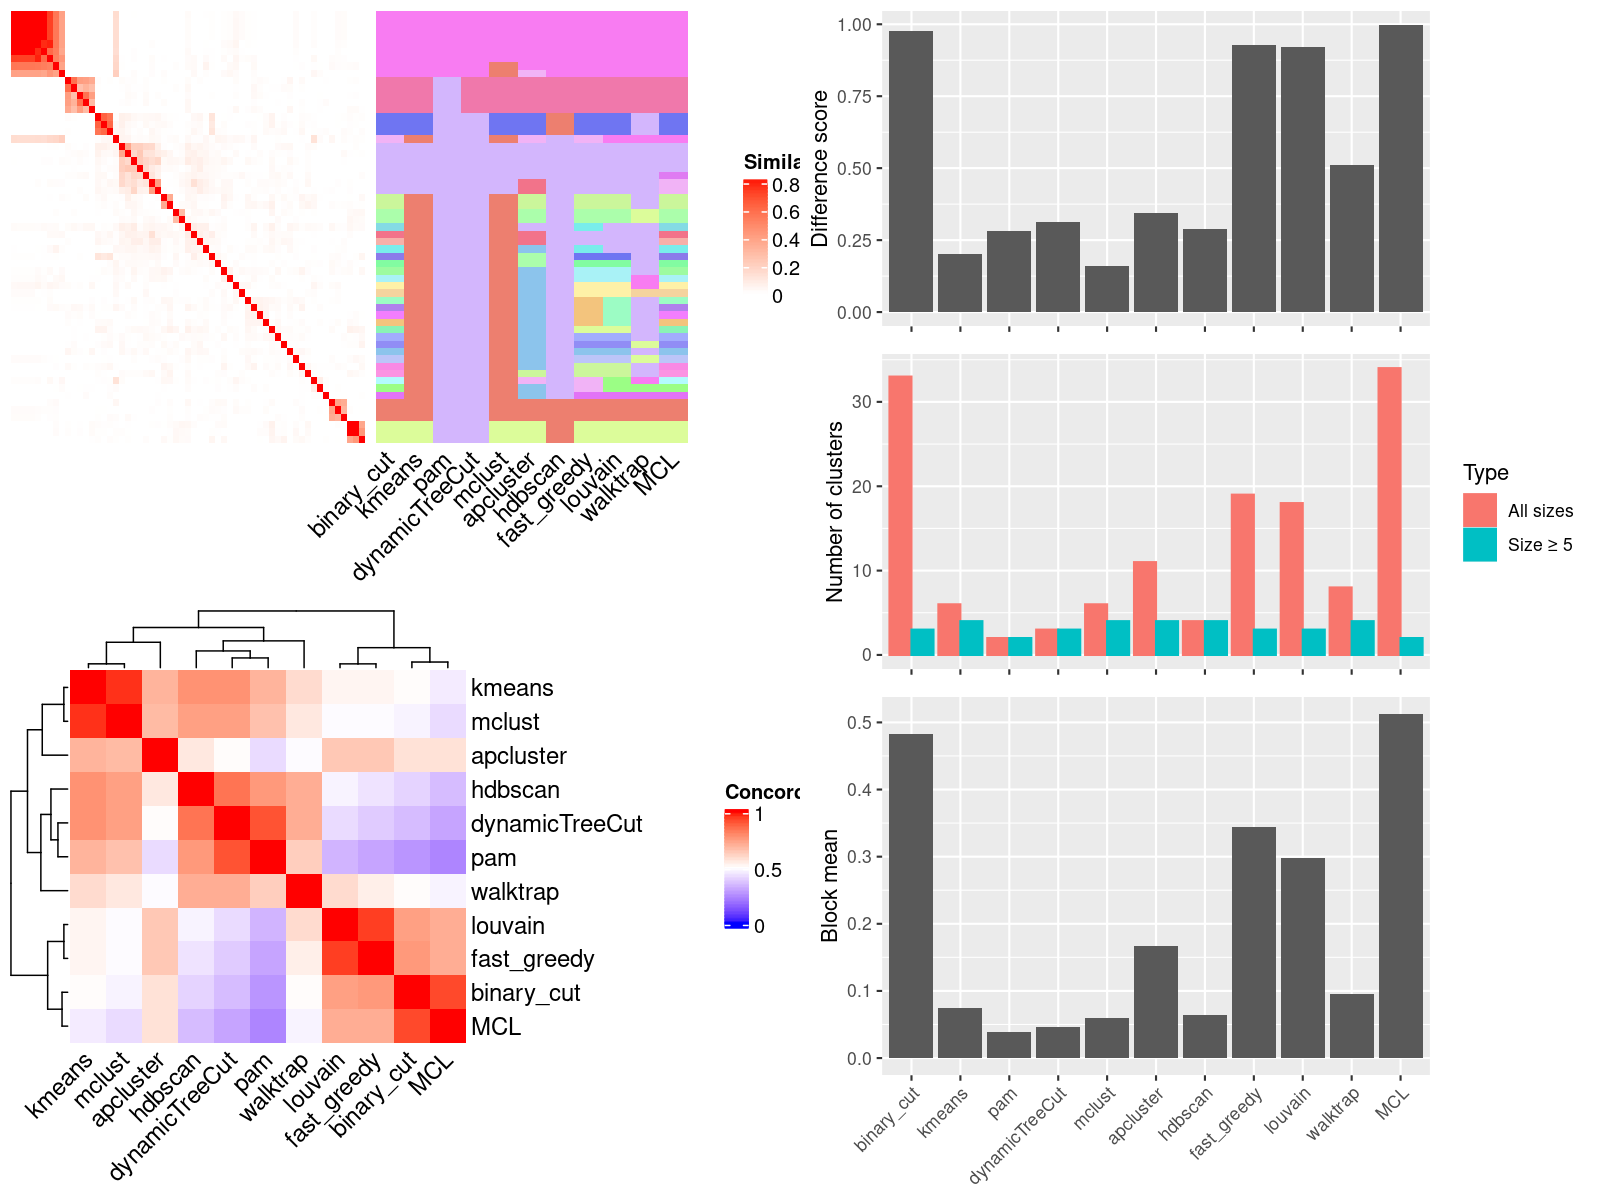 Simila
0.8
0.6
0.4
0.2
0
binary_cut
kmeans
pam
dynamicTreeCut
mclust
apcluster
hdbscan
fast_greedy
louvain
walktrap
MCL
Difference score
1.00
0.75
0.50
0.25
0.00
Number of clusters
30
20
10
0
Type
All sizes
Size ≥ 5
kmeans
mclust
apcluster
hdbscan
dynamicTreeCut
pam
walktrap
louvain
fast_greedy
binary_cut
MCL
kmeans
mclust
apcluster
hdbscan
dynamicTreeCut
pam
walktrap
louvain
fast_greedy
binary_cut
MCL
Concord
1
0.5
0
Block mean
0.5
0.4
0.3
0.2
0.1
0.0
binary_cut
kmeans
pam
dynamicTreeCut
mclust
apcluster
hdbscan
fast_greedy
louvain
walktrap
MCL